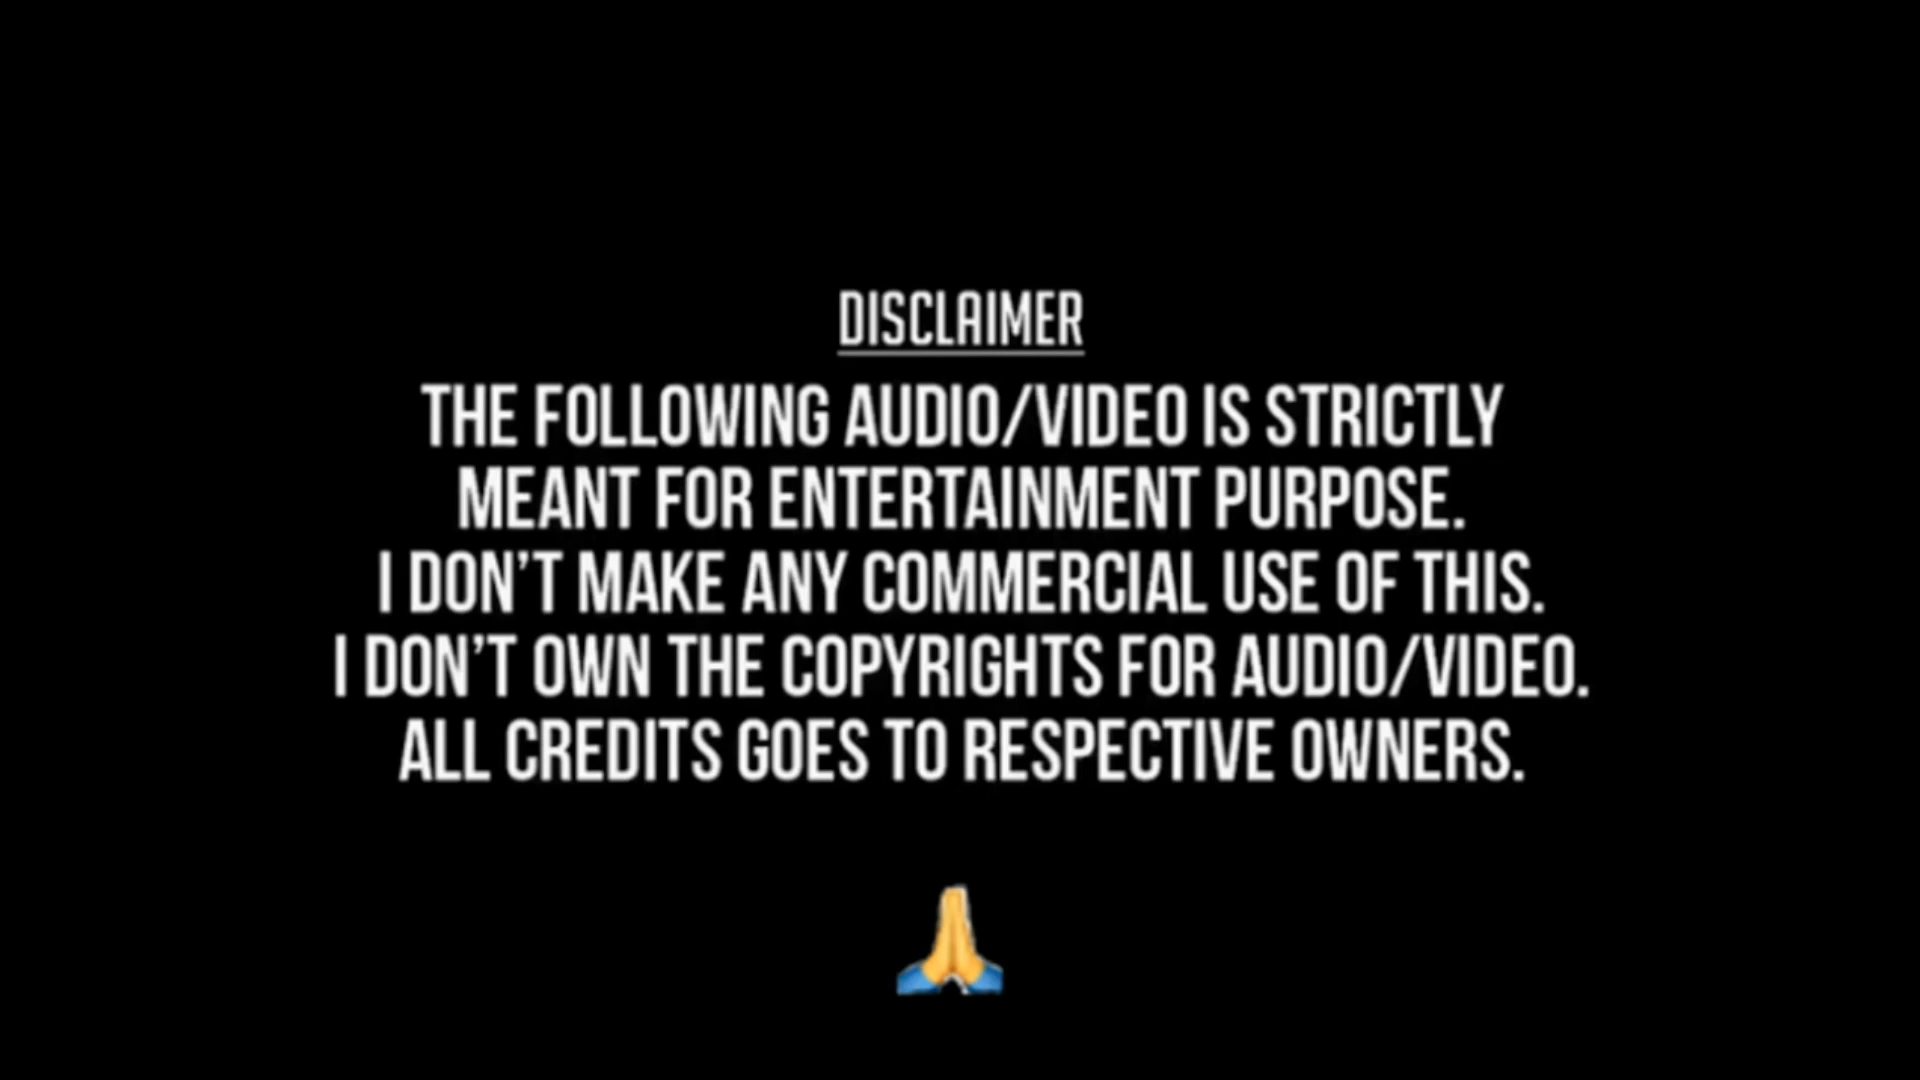 DISCLAIMER
THE FOLLOWING AUDIO/VIDEO IS STRICTLY
MEANT FOR ENTERTAINMENT PURPOSE.
I DON'T MAKE ANY COMMERCIAL USE OF THIS.
I DON'T OWN THE COPYRIGHTS FOR AUDIO/VIDEO.
ALL CREDITS GOES TO RESPECTIVE OWNERS.